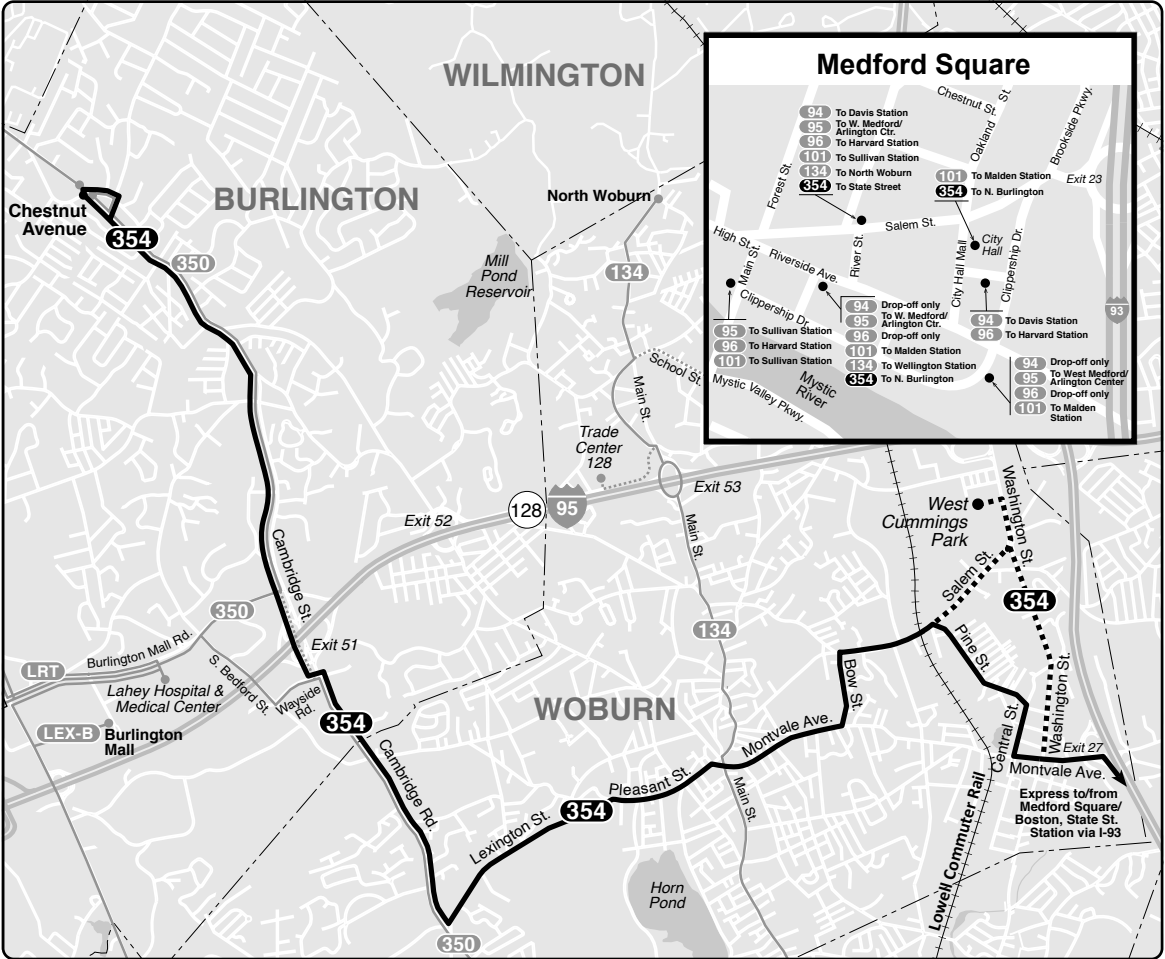 WILMINGTON
BURLINGTON
North Woburn
Chestnut
Avenue
354
350
134
Mill
Pond
Reservoir
School St.
Main St.
Trade
Center
128
Exit 53
128
95
Exit 52
Main St.
West
Cummings
Park
Washington St.
Salem St.
354
Cambridge St.
350
Exit 51
Burlington Mall Rd.
LRT
Lahey Hospital &
Medical Center
S. Bedford St.
Wayside
Rd.
LEX-B
Burlington
Mall
354
Cambridge Rd.
134
WOBURN
Bow St.
Pine St.
Washington St.
Central St.
Exit 27
Montvale Ave.
Montvale Ave.
Pleasant St.
354
Lexington St.
Main St.
Express to/from
Medford Square/
Boston, State St.
Station via I-93
Lowell Commuter Rail
Horn
Pond
350
Medford Square
Chestnut St.
Oakland St.
Brookside Pkwy.
Exit 23
Forest St.
94 To Davis Station
95 To W. Medford/
Arlington Ctr.
96 To Harvard Station
101 To Sullivan Station
134 To North Woburn
354 To State Street
101 To Malden Station
354 To N. Burlington
Salem St.
City
Hall
High St.
Main St.
Riverside Ave.
River St.
City Hall Mall
Clippership Dr.
Clippership Dr.
93
95 To Sullivan Station
96 To Harvard Station
101 To Sullivan Station
94 Drop-off only
95 To W. Medford/
Arlington Ctr.
96 Drop-off only
101 To Malden Station
134 To Wellington Station
354 To N. Burlington
94 To Davis Station
96 To Harvard Station
94 Drop-off only
95 To West Medford/
Arlington Center
96 Drop-off only
101 To Malden
Station
Mystic
River
Mystic Valley Pkwy.